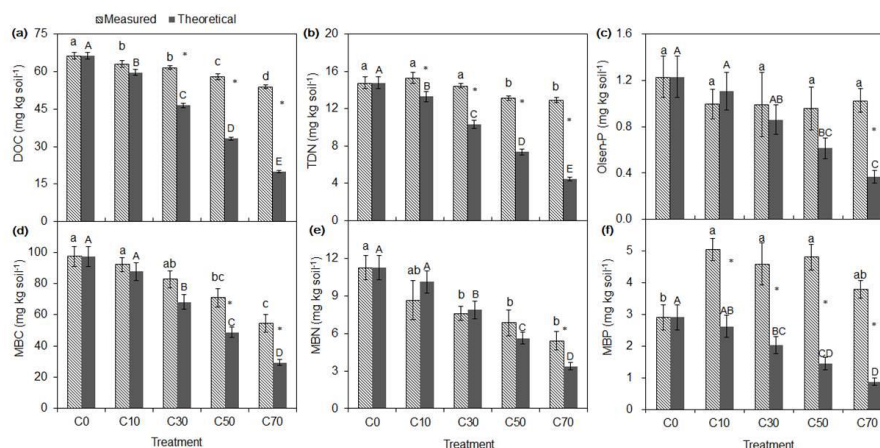 Measured Theoretical
(a)
DOC (mg kg soil⁻¹)
75
60
45
30
15
0
a A b B b * C c * D d * E
(b)
TDN (mg kg soil⁻¹)
20
16
12
8
4
0
a A a * B a * C b * D b * E
(c)
Olsen-P (mg kg soil⁻¹)
1.6
1.2
0.8
0.4
0.0
a A a A a AB a BC a * C
(d)
MBC (mg kg soil⁻¹)
100
80
60
40
20
0
a A a A ab B bc * C c * D
C0 C10 C30 C50 C70
Treatment
(e)
MBN (mg kg soil⁻¹)
12
9
6
3
0
a A ab A b B b C b * D
C0 C10 C30 C50 C70
Treatment
(f)
MBP (mg kg soil⁻¹)
5
4
3
2
1
0
b A a * AB a * BC a * CD ab * D
C0 C10 C30 C50 C70
Treatment